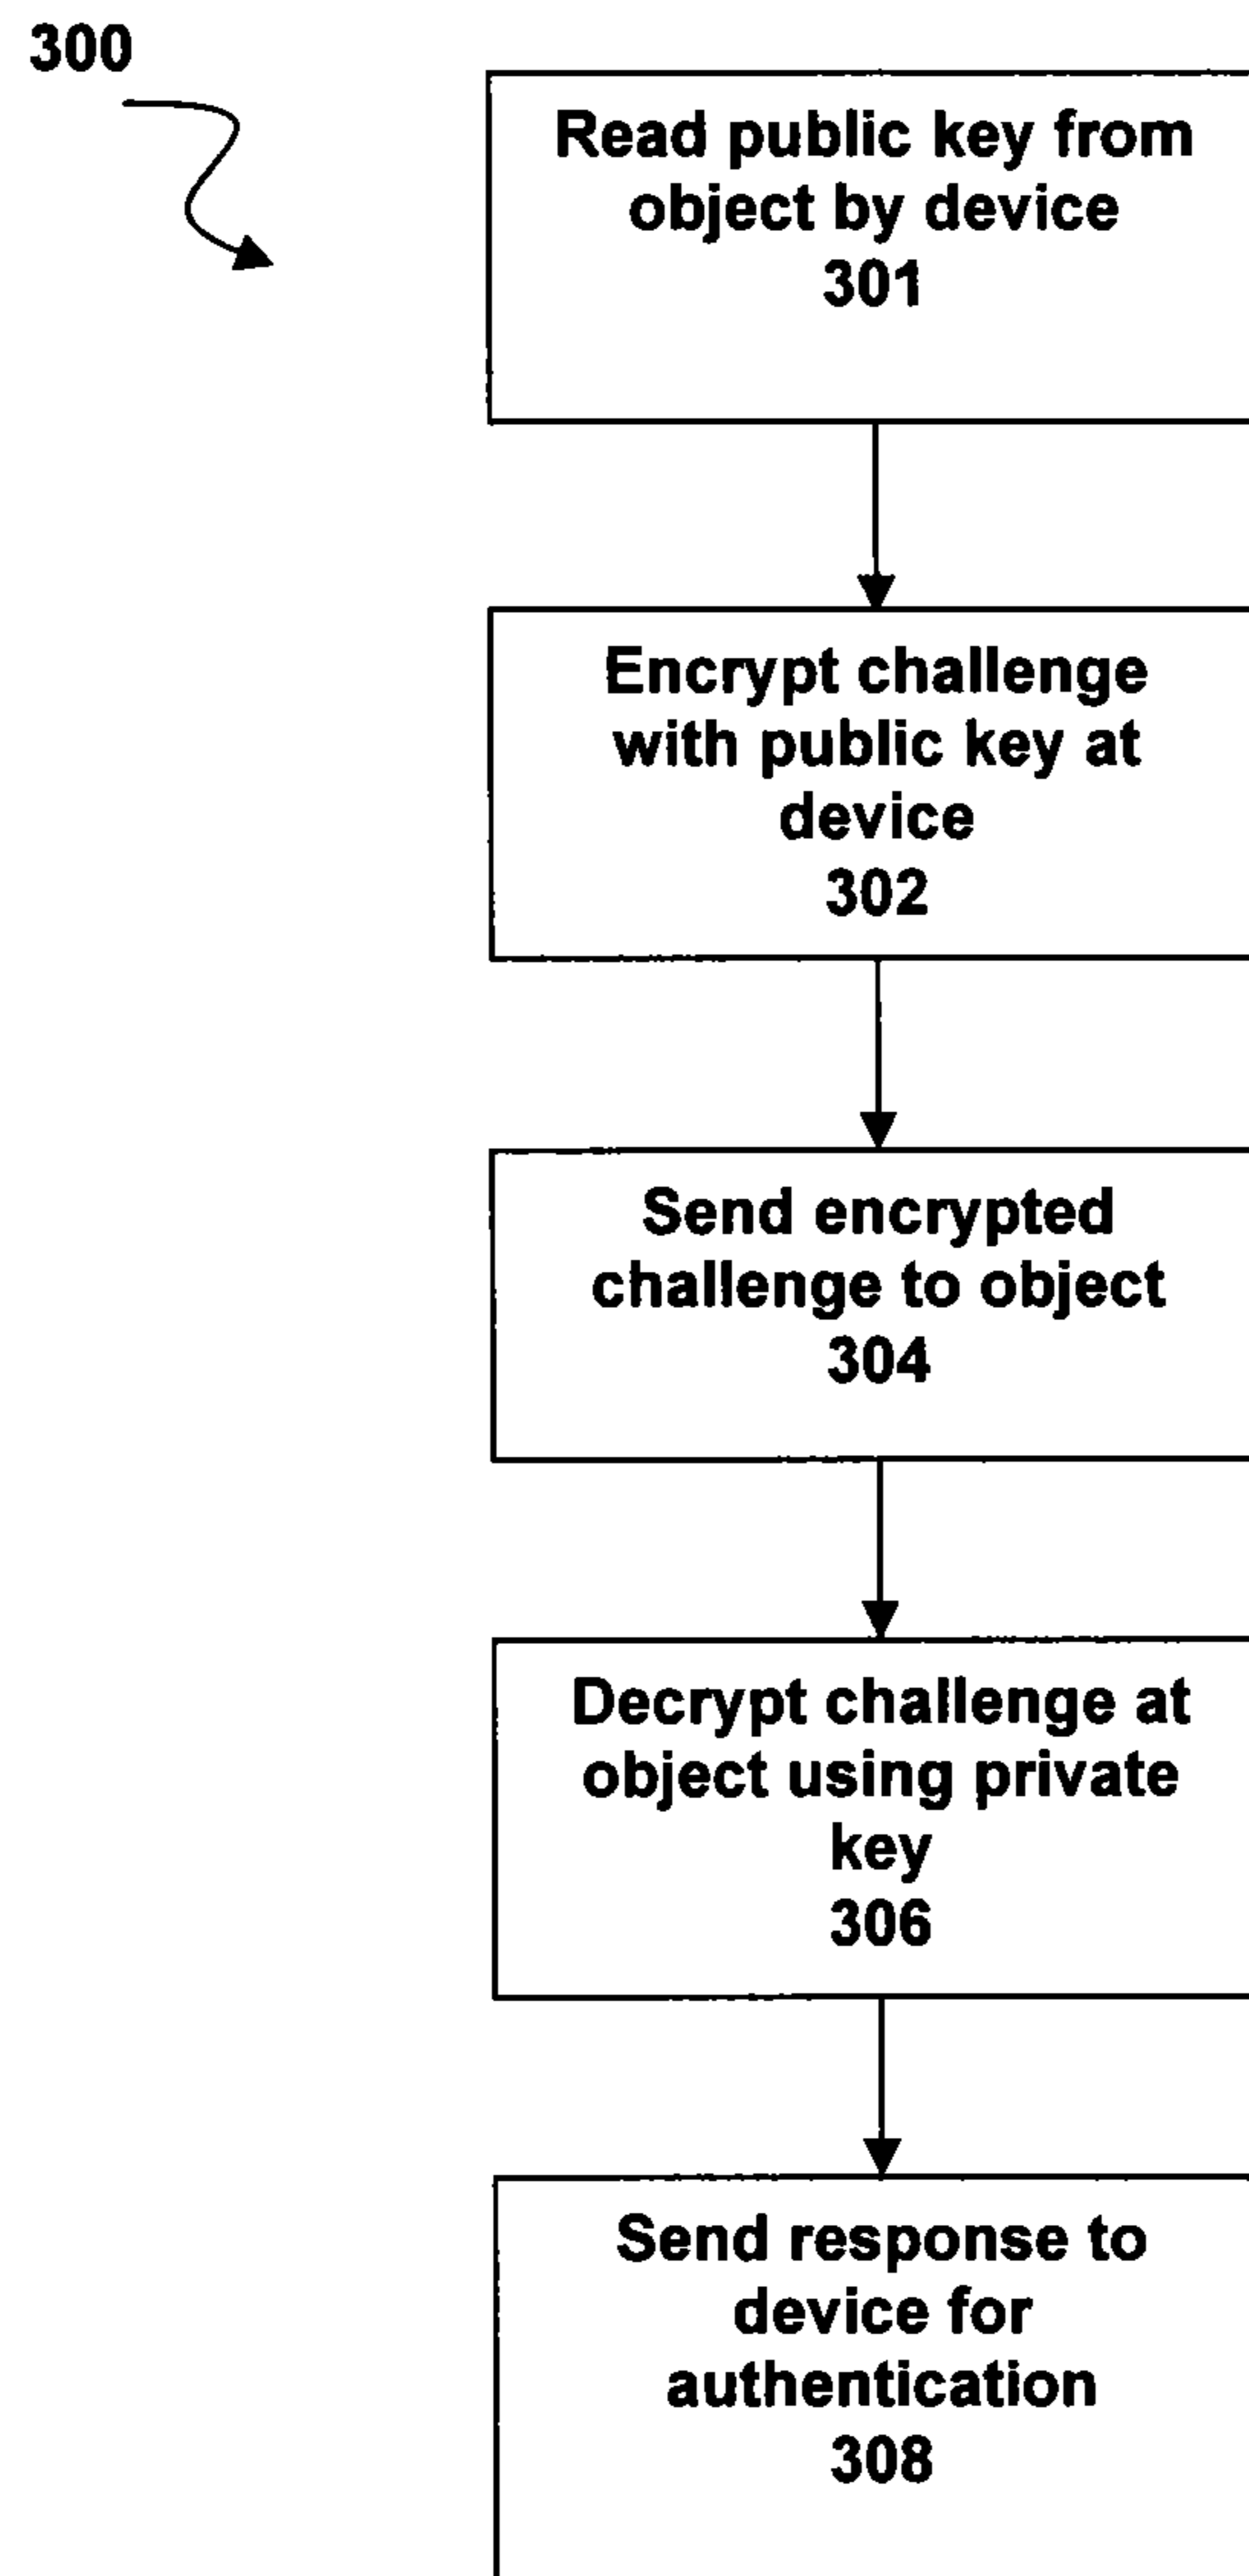 300
Read public key from
object by device
301
Encrypt challenge
with public key at
device
302
Send encrypted
challenge to object
304
Decrypt challenge at
object using private
key
306
Send response to
device for
authentication
308